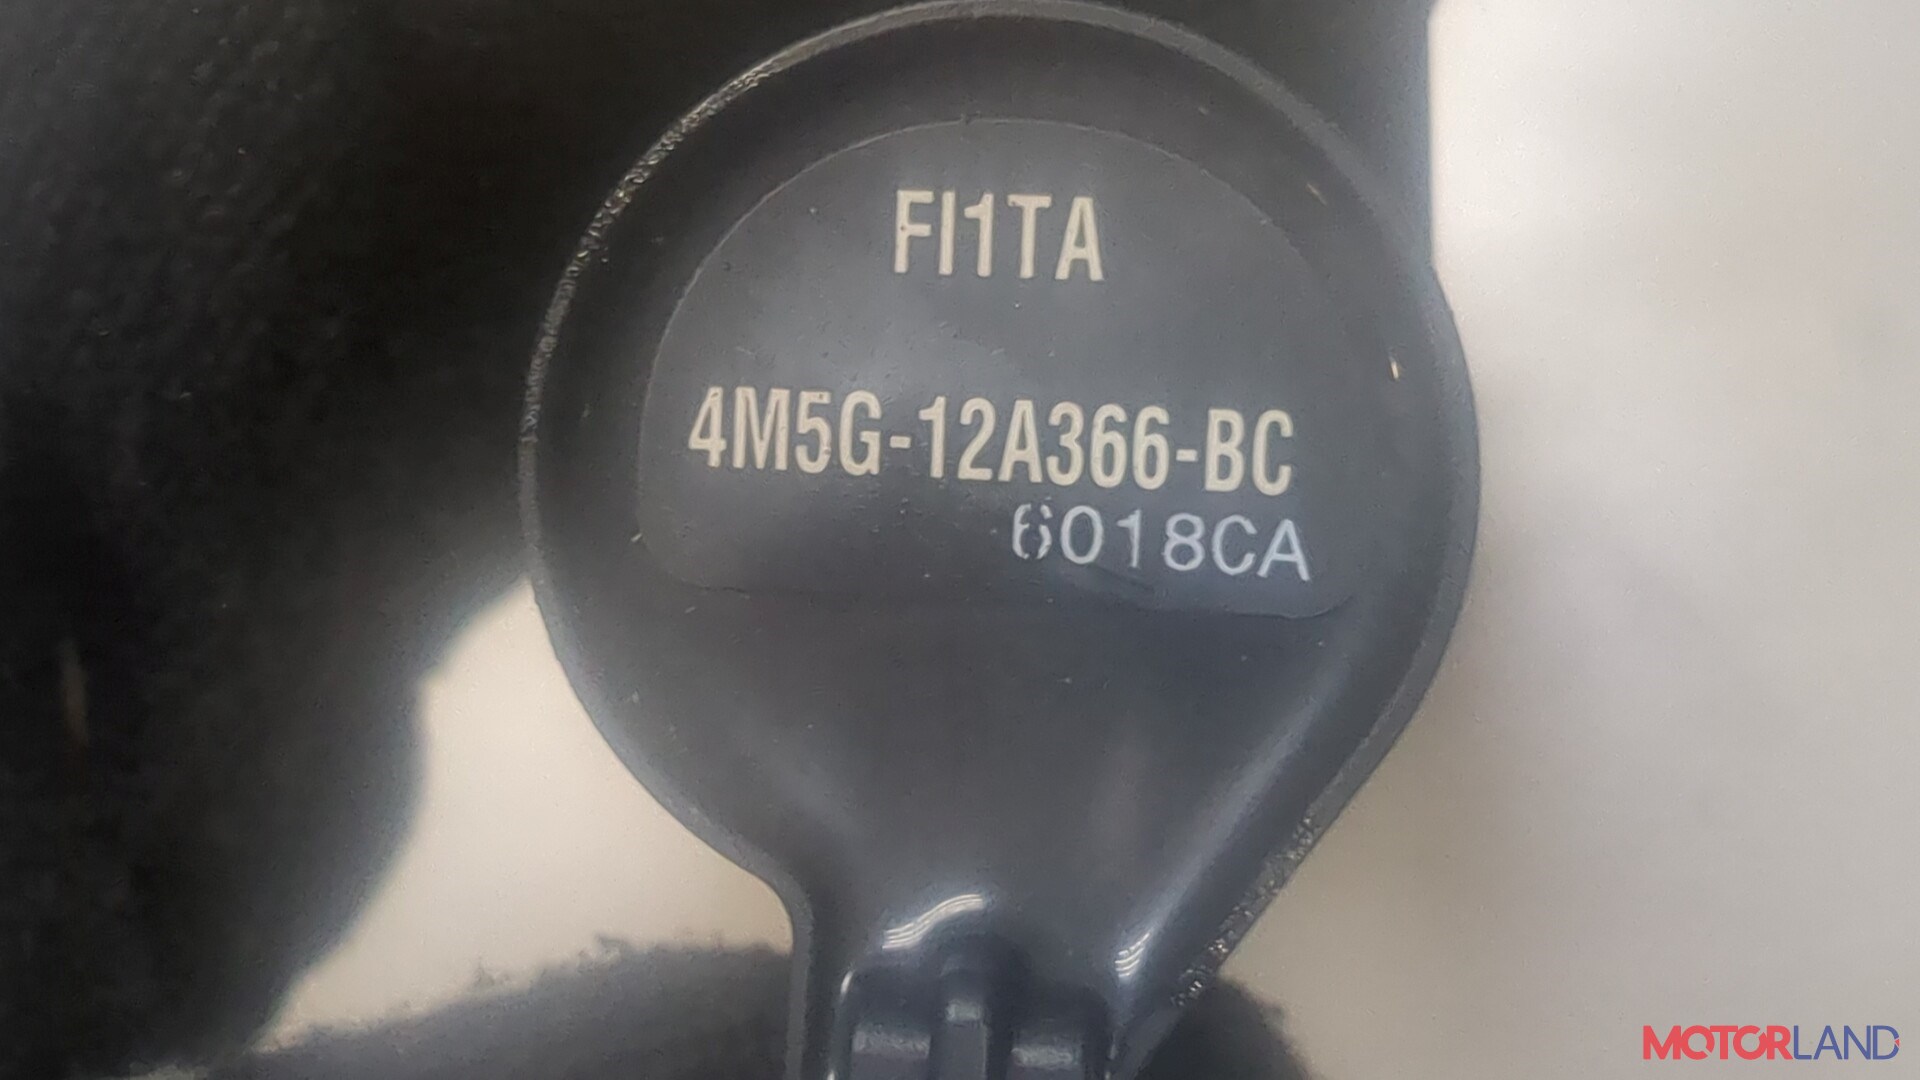 FI1TA
4M5G-12A366-BC
6018CA
MOTORLAND